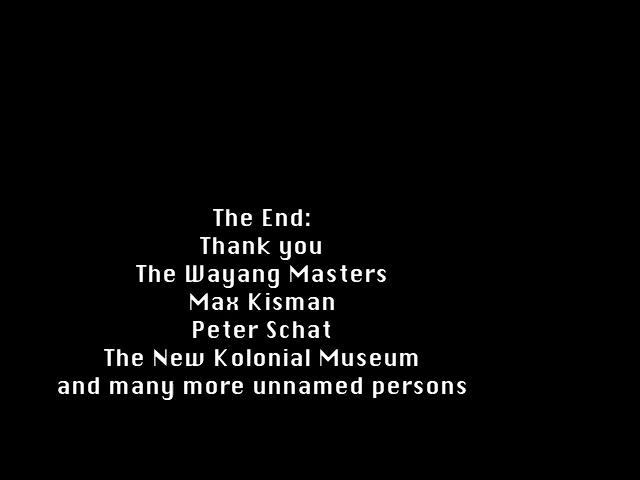 The End:
Thank you
The Wayang Masters
Max Kisman
Peter Schat
The New Kolonial Museum
and many more unnamed persons